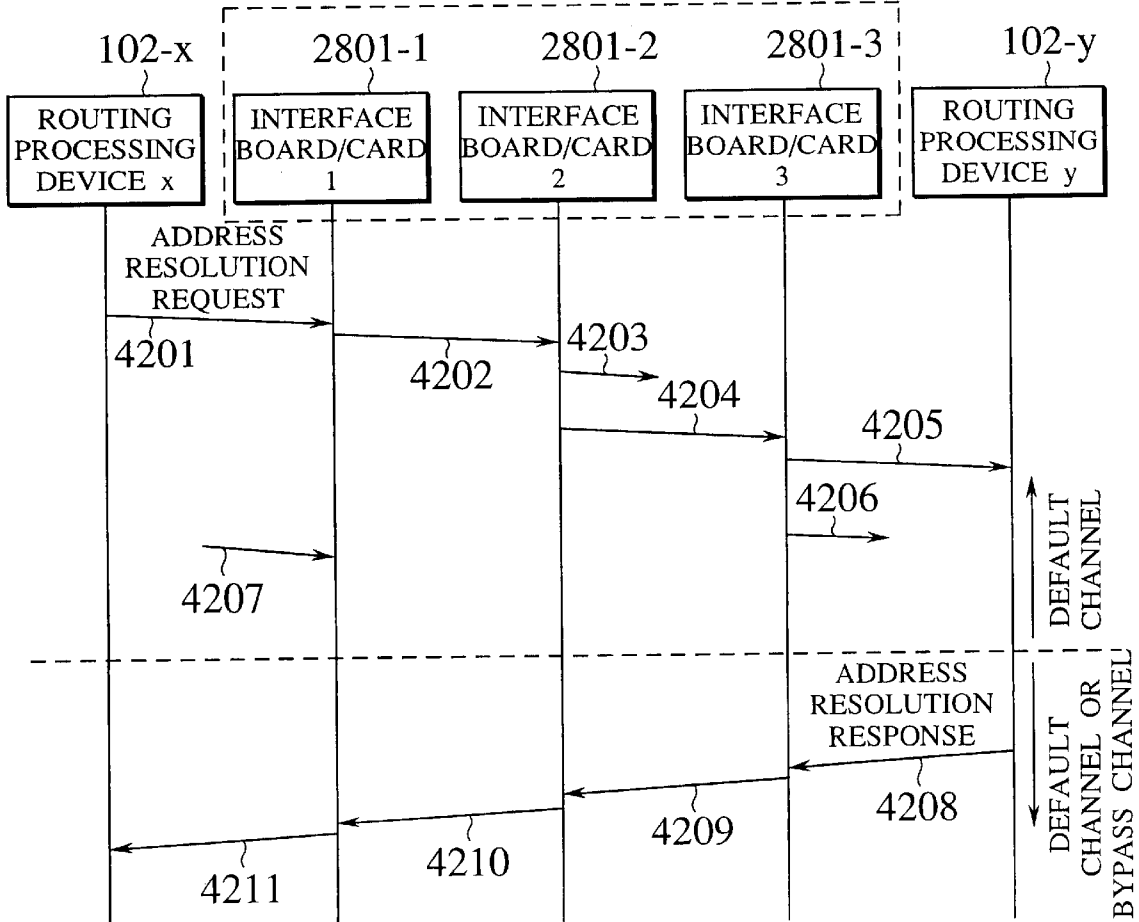 102-x
2801-1
2801-2
2801-3
102-y
ROUTING
PROCESSING
DEVICE x
INTERFACE
BOARD/CARD
1
INTERFACE
BOARD/CARD
2
INTERFACE
BOARD/CARD
3
ROUTING
PROCESSING
DEVICE y
ADDRESS
RESOLUTION
REQUEST
4201
4202
4203
4204
4205
4206
4207
DEFAULT
CHANNEL
ADDRESS
RESOLUTION
RESPONSE
DEFAULT
CHANNEL OR
BYPASS CHANNEL
4208
4209
4210
4211